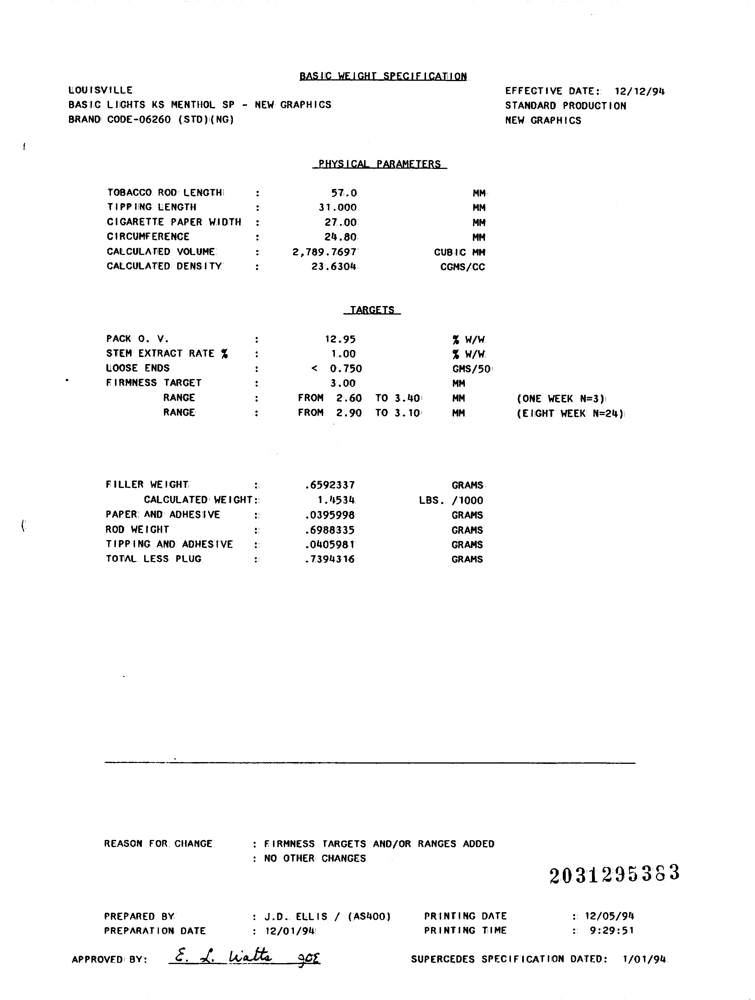 BASIC WEIGHT SPECIFICATION
LOUISVILLE EFFECTIVE DATE: 12/12/94
BASIC LIGHTS KS MENTHOL SP - NEW GRAPHICS STANDARD PRODUCTION
BRAND CODE-06260 (STD)(NG) NEW GRAPHICS
PHYSICAL PARAMETERS
TOBACCO ROD LENGTH : 57.0 MM
TIPPING LENGTH : 31.000 MM
CIGARETTE PAPER WIDTH : 27.00 MM
CIRCUMFERENCE : 24.80 MM
CALCULATED VOLUME : 2,789.7697 CUBIC MM
CALCULATED DENSITY : 23.6304 CGMS/CC
TARGETS
PACK O. V. : 12.95 % W/W
STEM EXTRACT RATE % : 1.00 % W/W
LOOSE ENDS : < 0.750 GMS/50
FIRMNESS TARGET : 3.00 MM
RANGE : FROM 2.60 TO 3.40 MM (ONE WEEK N=3)
RANGE : FROM 2.90 TO 3.10 MM (EIGHT WEEK N=24)
FILLER WEIGHT : .6592337 GRAMS
CALCULATED WEIGHT: 1.4534 LBS. /1000
PAPER AND ADHESIVE : .0395998 GRAMS
ROD WEIGHT : .6988335 GRAMS
TIPPING AND ADHESIVE : .0405981 GRAMS
TOTAL LESS PLUG : .7394316 GRAMS
REASON FOR CHANGE : FIRMNESS TARGETS AND/OR RANGES ADDED
: NO OTHER CHANGES
2031295383
PREPARED BY : J.D. ELLIS / (AS400) PRINTING DATE : 12/05/94
PREPARATION DATE : 12/01/94 PRINTING TIME : 9:29:51
APPROVED BY: E. L. Watts SUPERCEDES SPECIFICATION DATED: 1/01/94